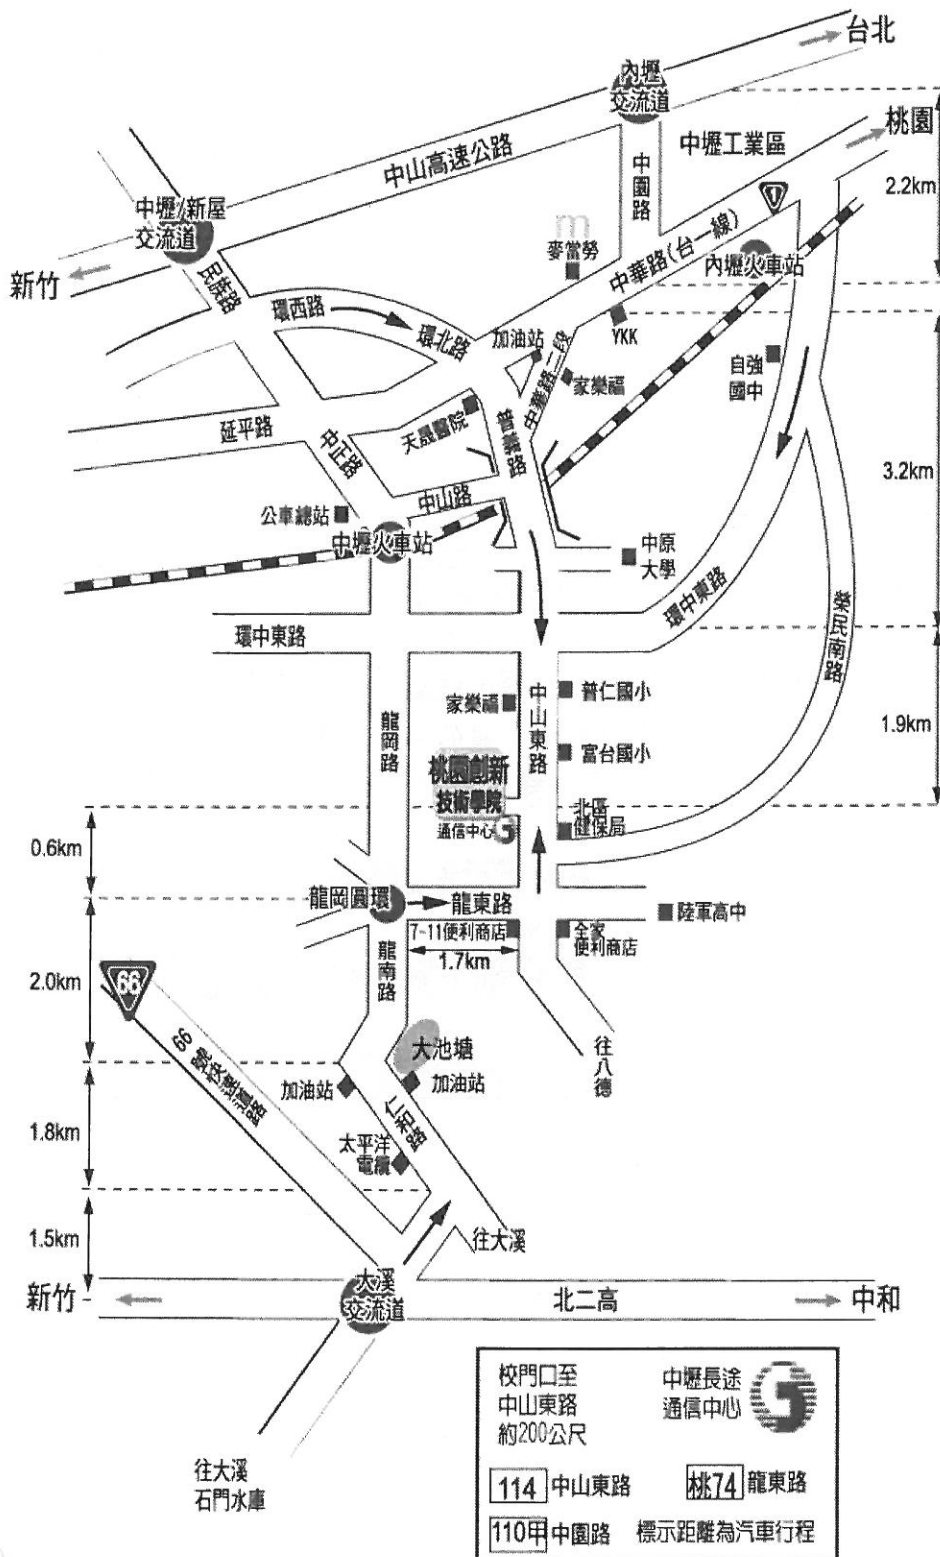 台北
內壢
交流道
桃園
中壢工業區
2.2km
中山高速公路
中園路
中壢/新屋
交流道
1
m
麥當勞
中華路(台一線)
內壢火車站
新竹
民族路
環西路
環北路
加油站
YKK
中華路二段
家樂福
自強
國中
延平路
天晟醫院
普義路
中正路
3.2km
中山路
公車總站
中壢火車站
中原
大學
環中東路
環中東路
榮民南路
中山東路
普仁國小
家樂福
龍岡路
1.9km
富台國小
桃園創新
技術學院
通信中心
北區
健保局
0.6km
龍岡圓環
龍東路
陸軍高中
7-11便利商店
全家
便利商店
1.7km
龍南路
2.0km
66
66號快速道路
大池塘
往八德
加油站
加油站
仁和路
1.8km
太平洋
電纜
1.5km
往大溪
新竹
大溪
交流道
北二高
中和
校門口至
中山東路
約200公尺
中壢長途
通信中心
往大溪
石門水庫
114 中山東路
桃74 龍東路
110甲 中園路
標示距離為汽車行程